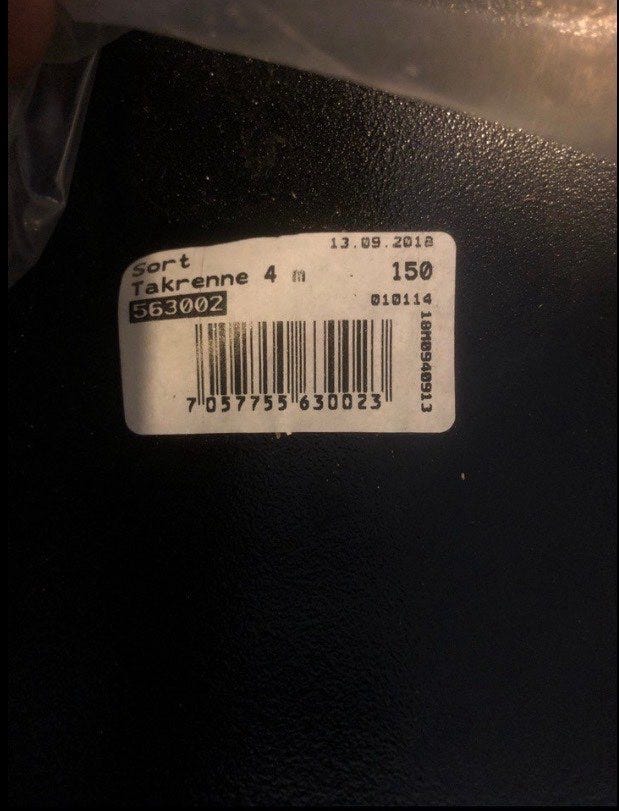 13.09.2018
Sort
Takrenne 4 m 150
563002 010114
18M0940913
7 057755 630023